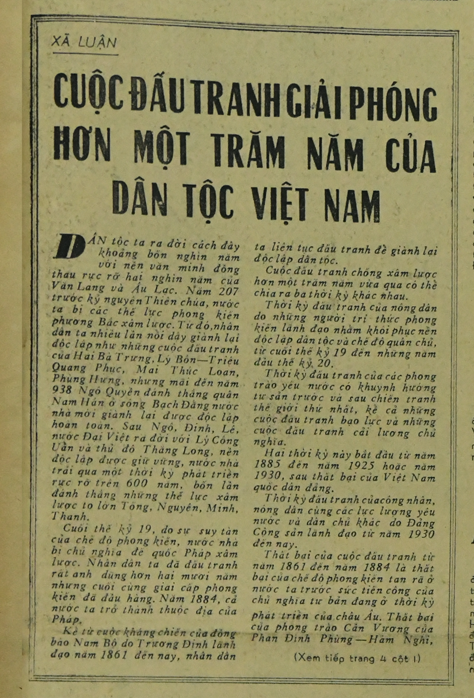 XÃ LUẬN
CUỘC ĐẤU TRANH GIẢI PHÓNG
HƠN MỘT TRĂM NĂM CỦA
DÂN TỘC VIỆT NAM
DÂN tộc ta ra đời cách đây
khoảng bốn nghìn năm
với nền văn minh đồng
thau rực rỡ hai nghìn năm của
Văn Lang và Âu Lạc. Năm 207
trước kỷ nguyên Thiên chúa, nước
ta bị các thế lực phong kiến
phương Bắc xâm lược. Từ đó, nhân
dân ta nhiều lần nổi dậy giành lại
độc lập như những cuộc đấu tranh
của Hai Bà Trưng, Lý Bôn—Triệu
Quang Phục, Mai Thúc Loan,
Phùng Hưng, nhưng mãi đến năm
938 Ngô Quyền đánh thắng quân
Nam Hán ở sông Bạch Đằng nước
nhà mới giành lại được độc lập
hoàn toàn. Sau Ngô, Đinh, Lê,
nước Đại Việt ra đời với Lý Công
Uẩn và thủ đô Thăng Long, nền
độc lập được giữ vững, nước nhà
trải qua một thời kỳ phát triển
rực rỡ trên 600 năm, bốn lần
đánh thắng những thế lực xâm
lược to lớn Tống, Nguyên, Minh,
Thanh.
Cuối thế kỷ 19, do sự suy tàn
của chế độ phong kiến, nước nhà
bị chủ nghĩa đế quốc Pháp xâm
lược. Nhân dân ta đã đấu tranh
rất anh dũng hơn hai mươi năm
nhưng cuối cùng giai cấp phong
kiến đã đầu hàng. Năm 1884, cả
nước ta trở thành thuộc địa của
Pháp.
Kể từ cuộc kháng chiến của đồng
bào Nam Bộ do Trương Định lãnh
đạo năm 1861 đến nay, nhân dân
ta liên tục đấu tranh để giành lại
độc lập dân tộc.
Cuộc đấu tranh chống xâm lược
hơn một trăm năm vừa qua có thể
chia ra ba thời kỳ khác nhau.
Thời kỳ đấu tranh của nông dân
do những người trí thức phong
kiến lãnh đạo nhằm khôi phục nền
độc lập dân tộc và chế độ quân chủ,
từ cuối thế kỷ 19 đến những năm
đầu thế kỷ 20.
Thời kỳ đấu tranh của các phong
trào yêu nước có khuynh hướng
tư sản trước và sau chiến tranh
thế giới thứ nhất, kể cả những
cuộc đấu tranh bạo lực và những
cuộc đấu tranh cải lương chủ
nghĩa.
Hai thời kỳ này bắt đầu từ năm
1885 đến năm 1925 hoặc năm
1930, sau thất bại của Việt Nam
quốc dân đảng.
Thời kỳ đấu tranh của công nhân,
nông dân cùng các lực lượng yêu
nước và dân chủ khác do Đảng
Cộng sản lãnh đạo từ năm 1930
đến nay.
Thất bại của cuộc đấu tranh từ
năm 1861 đến năm 1884 là thất
bại của chế độ phong kiến tan rã ở
nước ta trước sức tiến công của
chủ nghĩa tư bản đang ở thời kỳ
phát triển của châu Âu. Thất bại
của phong trào Cần Vương của
Phan Đình Phùng—Hàm Nghi,
(Xem tiếp trang 4 cột 1)